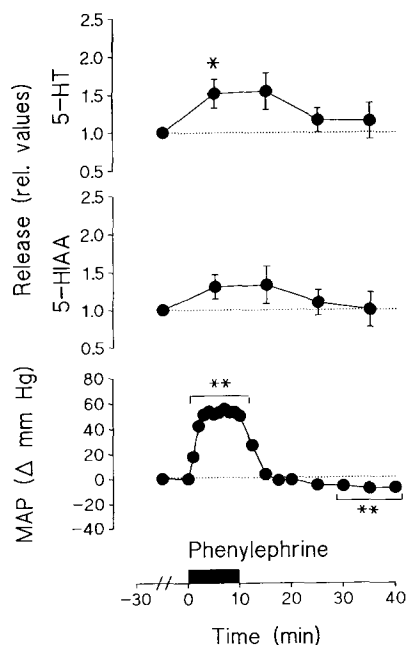 Release (rel. values)
5-HT
2.5
2.0
1.5
1.0
0.5
*
5-HIAA
2.5
2.0
1.5
1.0
0.5
MAP (Δ mm Hg)
80
60
40
20
0
−20
−40
**
**
Phenylephrine
−30 0 10 20 30 40
Time (min)